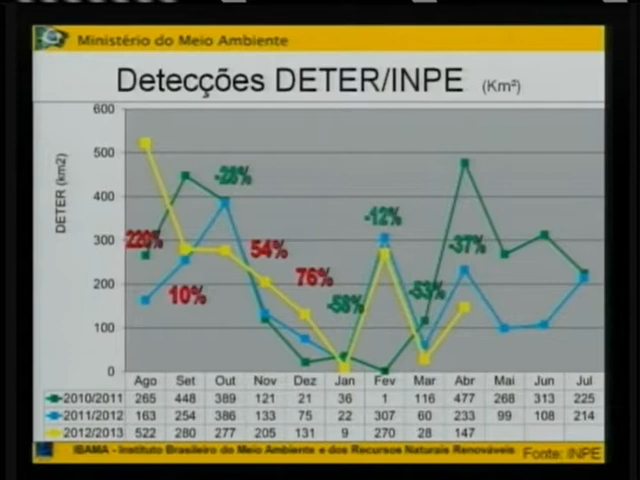 Ministério do Meio Ambiente
Detecções DETER/INPE (Km²)
DETER (km2)
600
500
400
300
200
100
0
220%
10%
-28%
54%
76%
-58%
-12%
-53%
-37%
Ago Set Out Nov Dez Jan Fev Mar Abr Mai Jun Jul
2010/2011 265 448 389 121 21 36 1 116 477 268 313 225
2011/2012 163 254 386 133 75 22 307 60 233 99 108 214
2012/2013 522 280 277 205 131 9 270 28 147
IBAMA - Instituto Brasileiro do Meio Ambiente e dos Recursos Naturais Renováveis Fonte: INPE